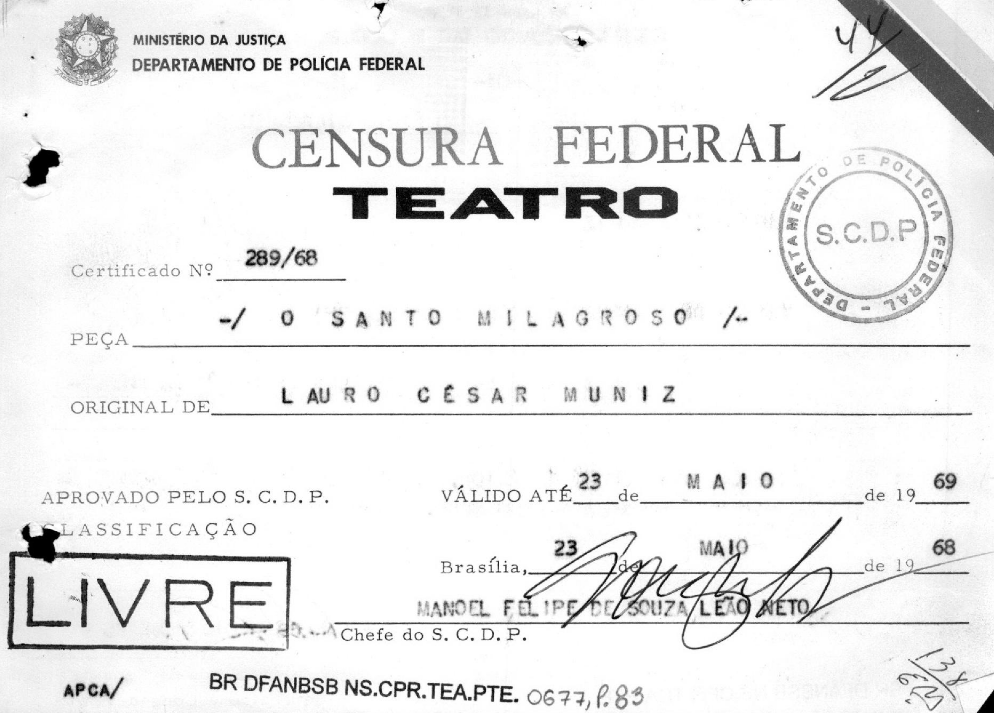 MINISTÉRIO DA JUSTIÇA
DEPARTAMENTO DE POLÍCIA FEDERAL
CENSURA FEDERAL
TEATRO
DEPARTAMENTO DE POLÍCIA FEDERAL
S.C.D.P
Certificado Nº 289/68
PEÇA -/ O SANTO MILAGROSO /-
ORIGINAL DE LAURO CÉSAR MUNIZ
APROVADO PELO S. C. D. P.
VÁLIDO ATÉ 23 de MAIO de 19 69
CLASSIFICAÇÃO
LIVRE
Brasília, 23 de MAIO de 19 68
MANOEL FELIPE DE SOUZA LEÃO NETO
Chefe do S. C. D. P.
APCA/
BR DFANBSB NS.CPR.TEA.PTE. 0677, P. 83
138